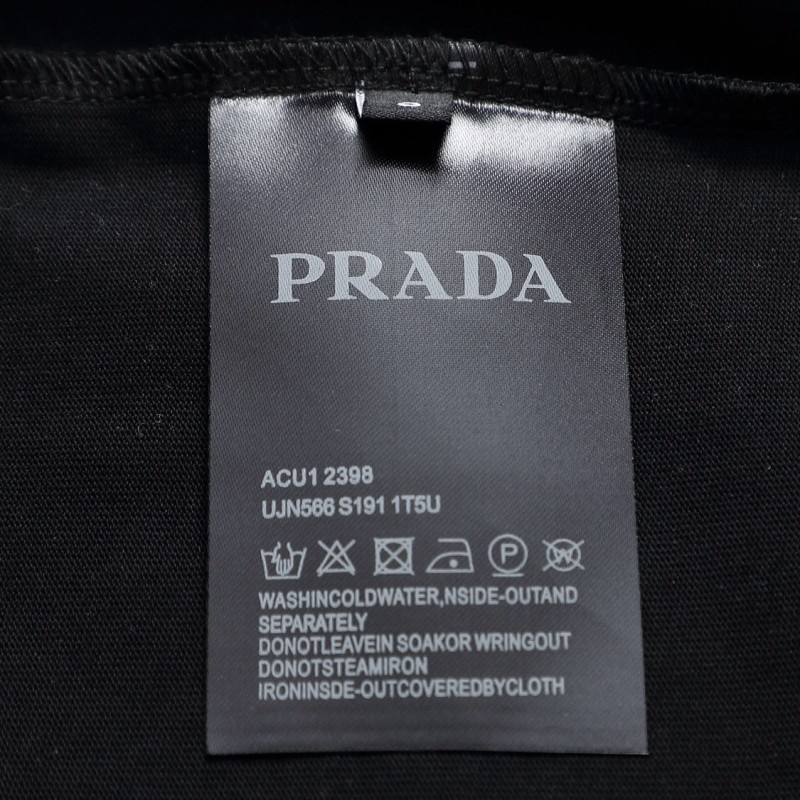 PRADA
ACU1 2398
UJN566 S191 1T5U
P
W
WASHINCOLDWATER,NSIDE-OUTAND
SEPARATELY
DONOTLEAVEIN SOAKOR WRINGOUT
DONOTSTEAMIRON
IRONINSDE-OUTCOVEREDBYCLOTH